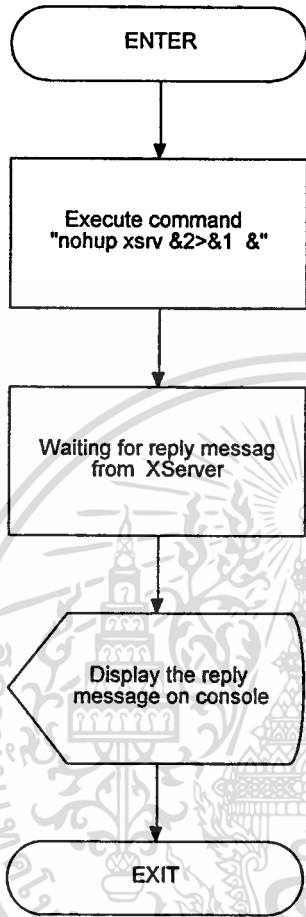 ENTER
Execute command
"nohup xsrv &2>&1 &"
Waiting for reply messag
from XServer
Display the reply
message on console
EXIT